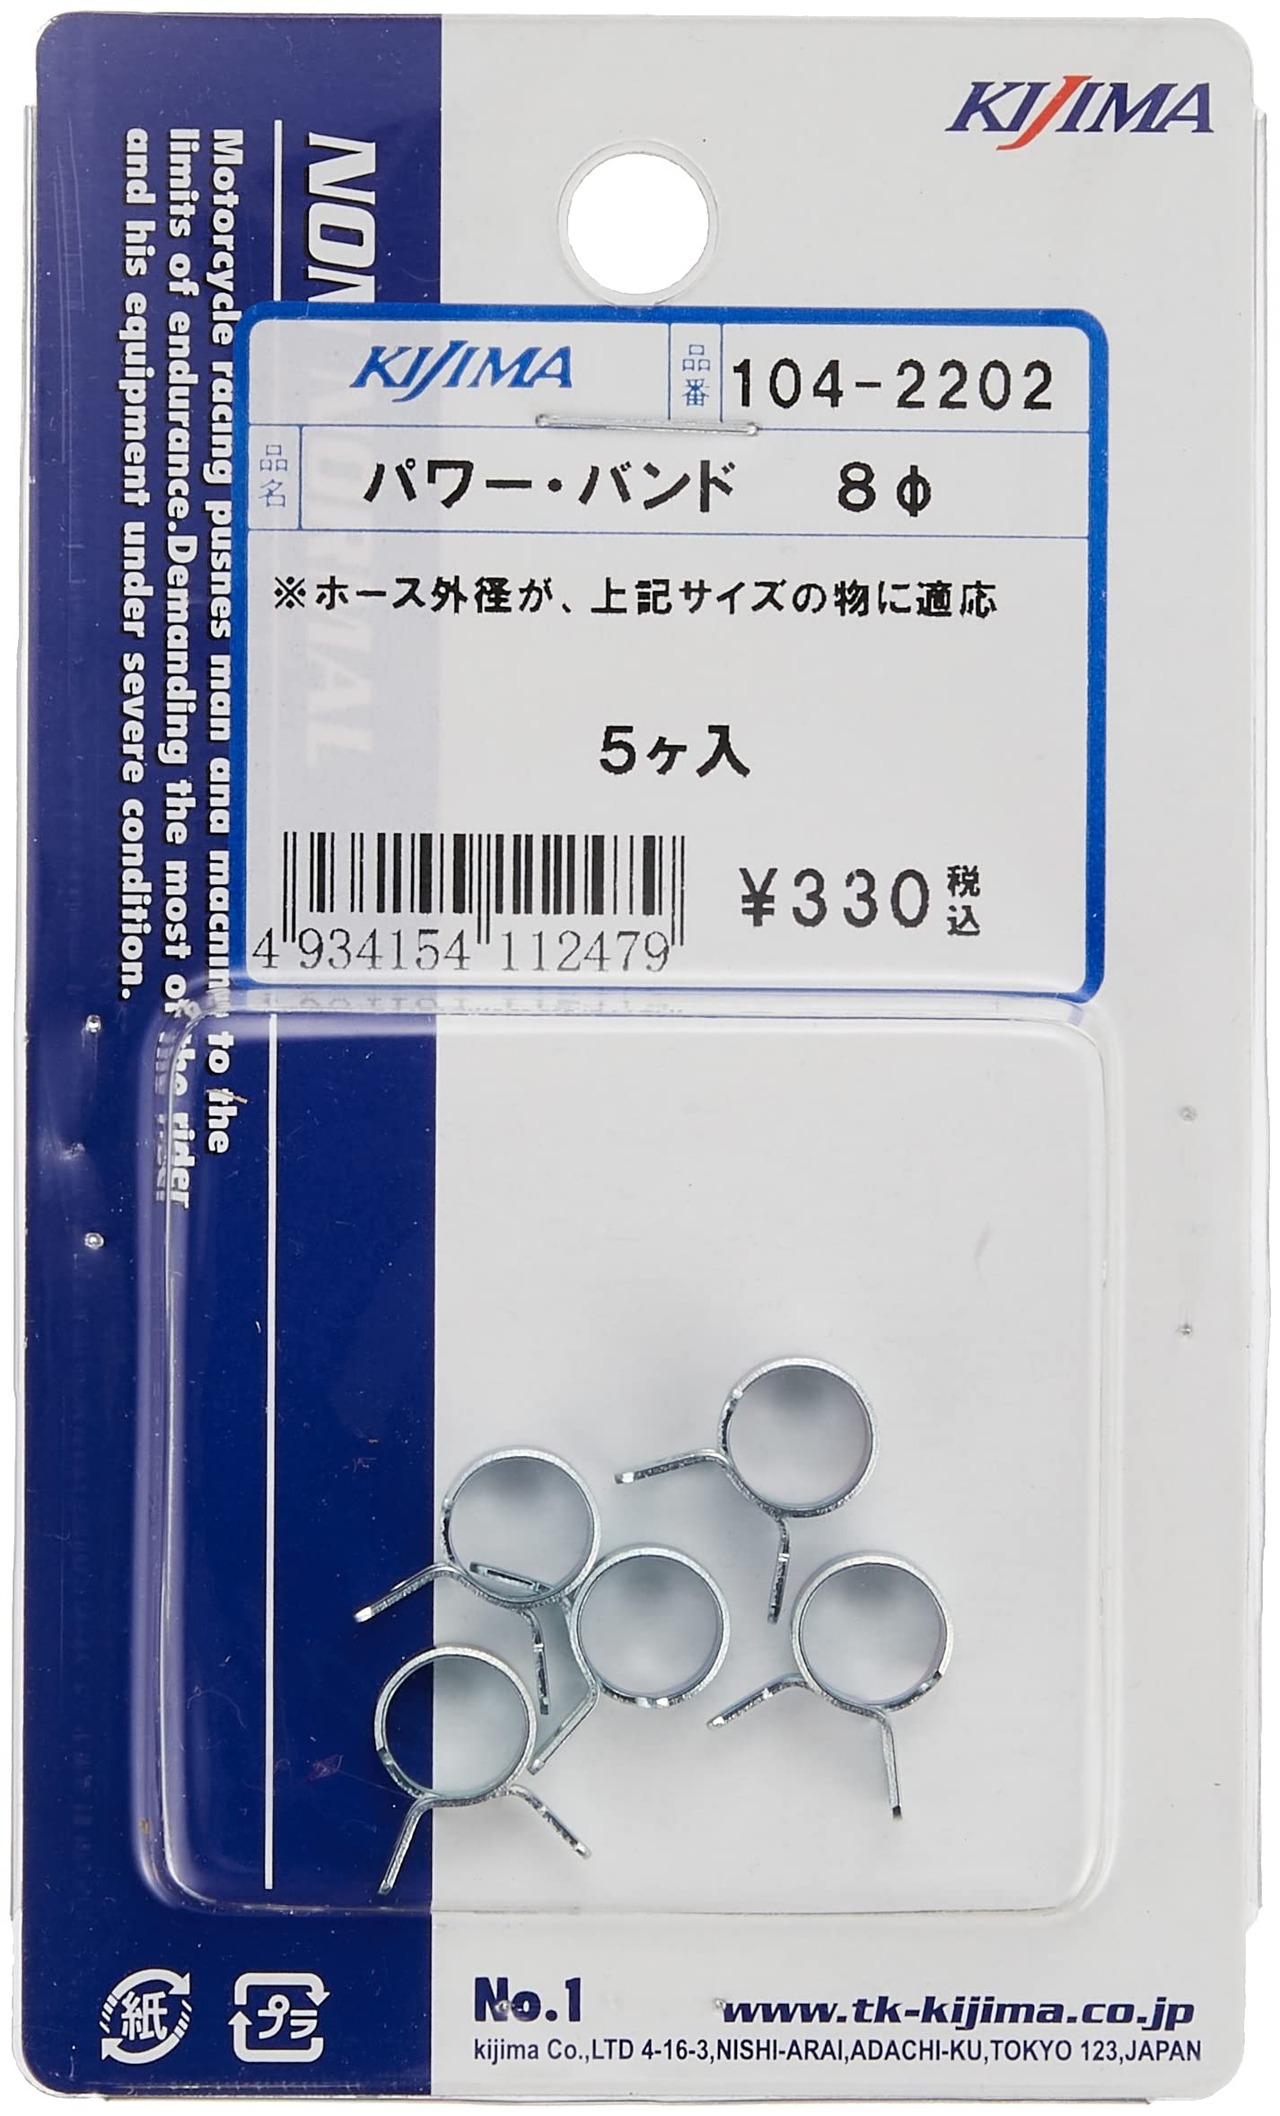 KIJIMA
Motorcycle racing pushes man and machine to the
limits of endurance.Demanding the most of the rider
and his equipment under severe condition.
KIJIMA
品番
104-2202
品名
パワー・バンド 8φ
※ホース外径が、上記サイズの物に適応
5ヶ入
4 934154 112479
¥330税込
紙
プラ
No.1
www.tk-kijima.co.jp
kijima Co.,LTD 4-16-3,NISHI-ARAI,ADACHI-KU,TOKYO 123,JAPAN